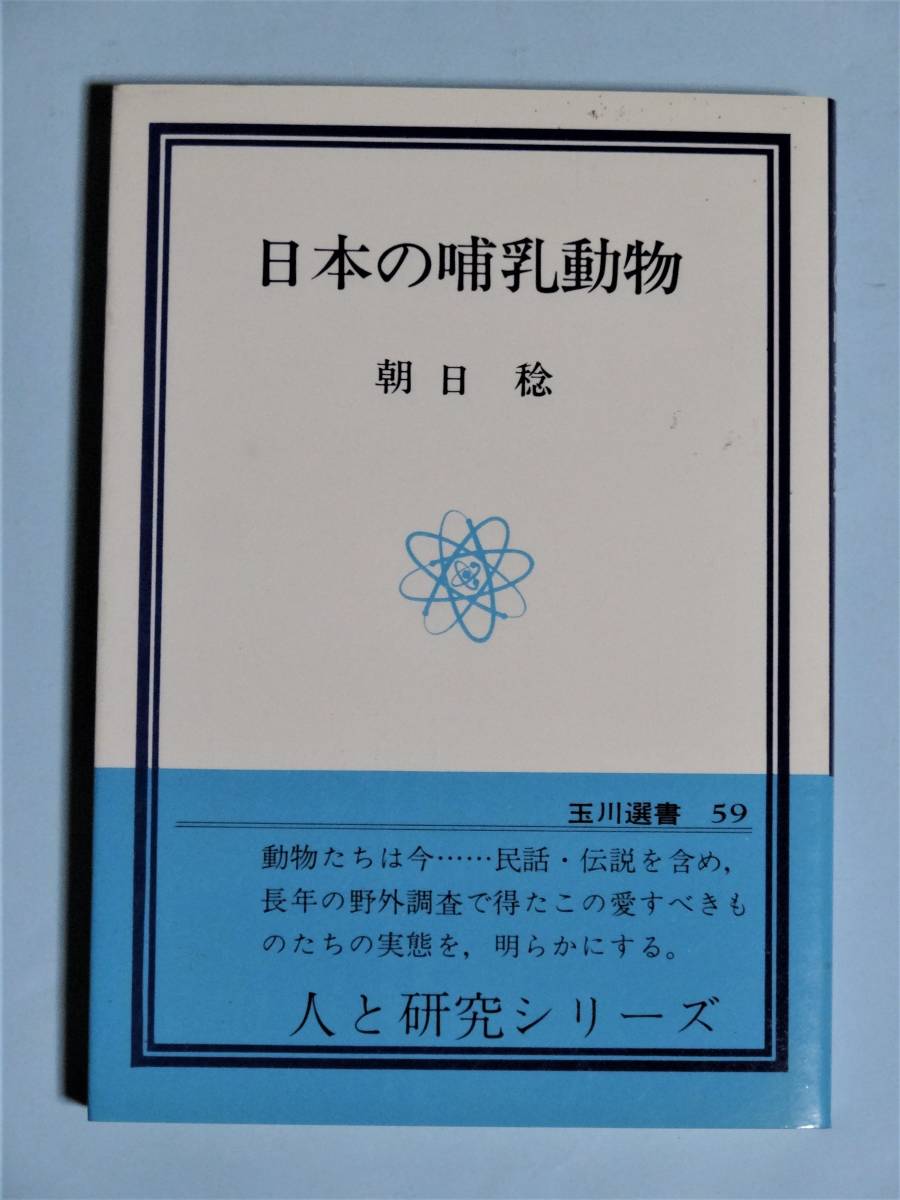 日本の哺乳動物
朝日 稔
玉川選書 59
動物たちは今……民話・伝説を含め，
長年の野外調査で得たこの愛すべきも
のたちの実態を，明らかにする。
人と研究シリーズ